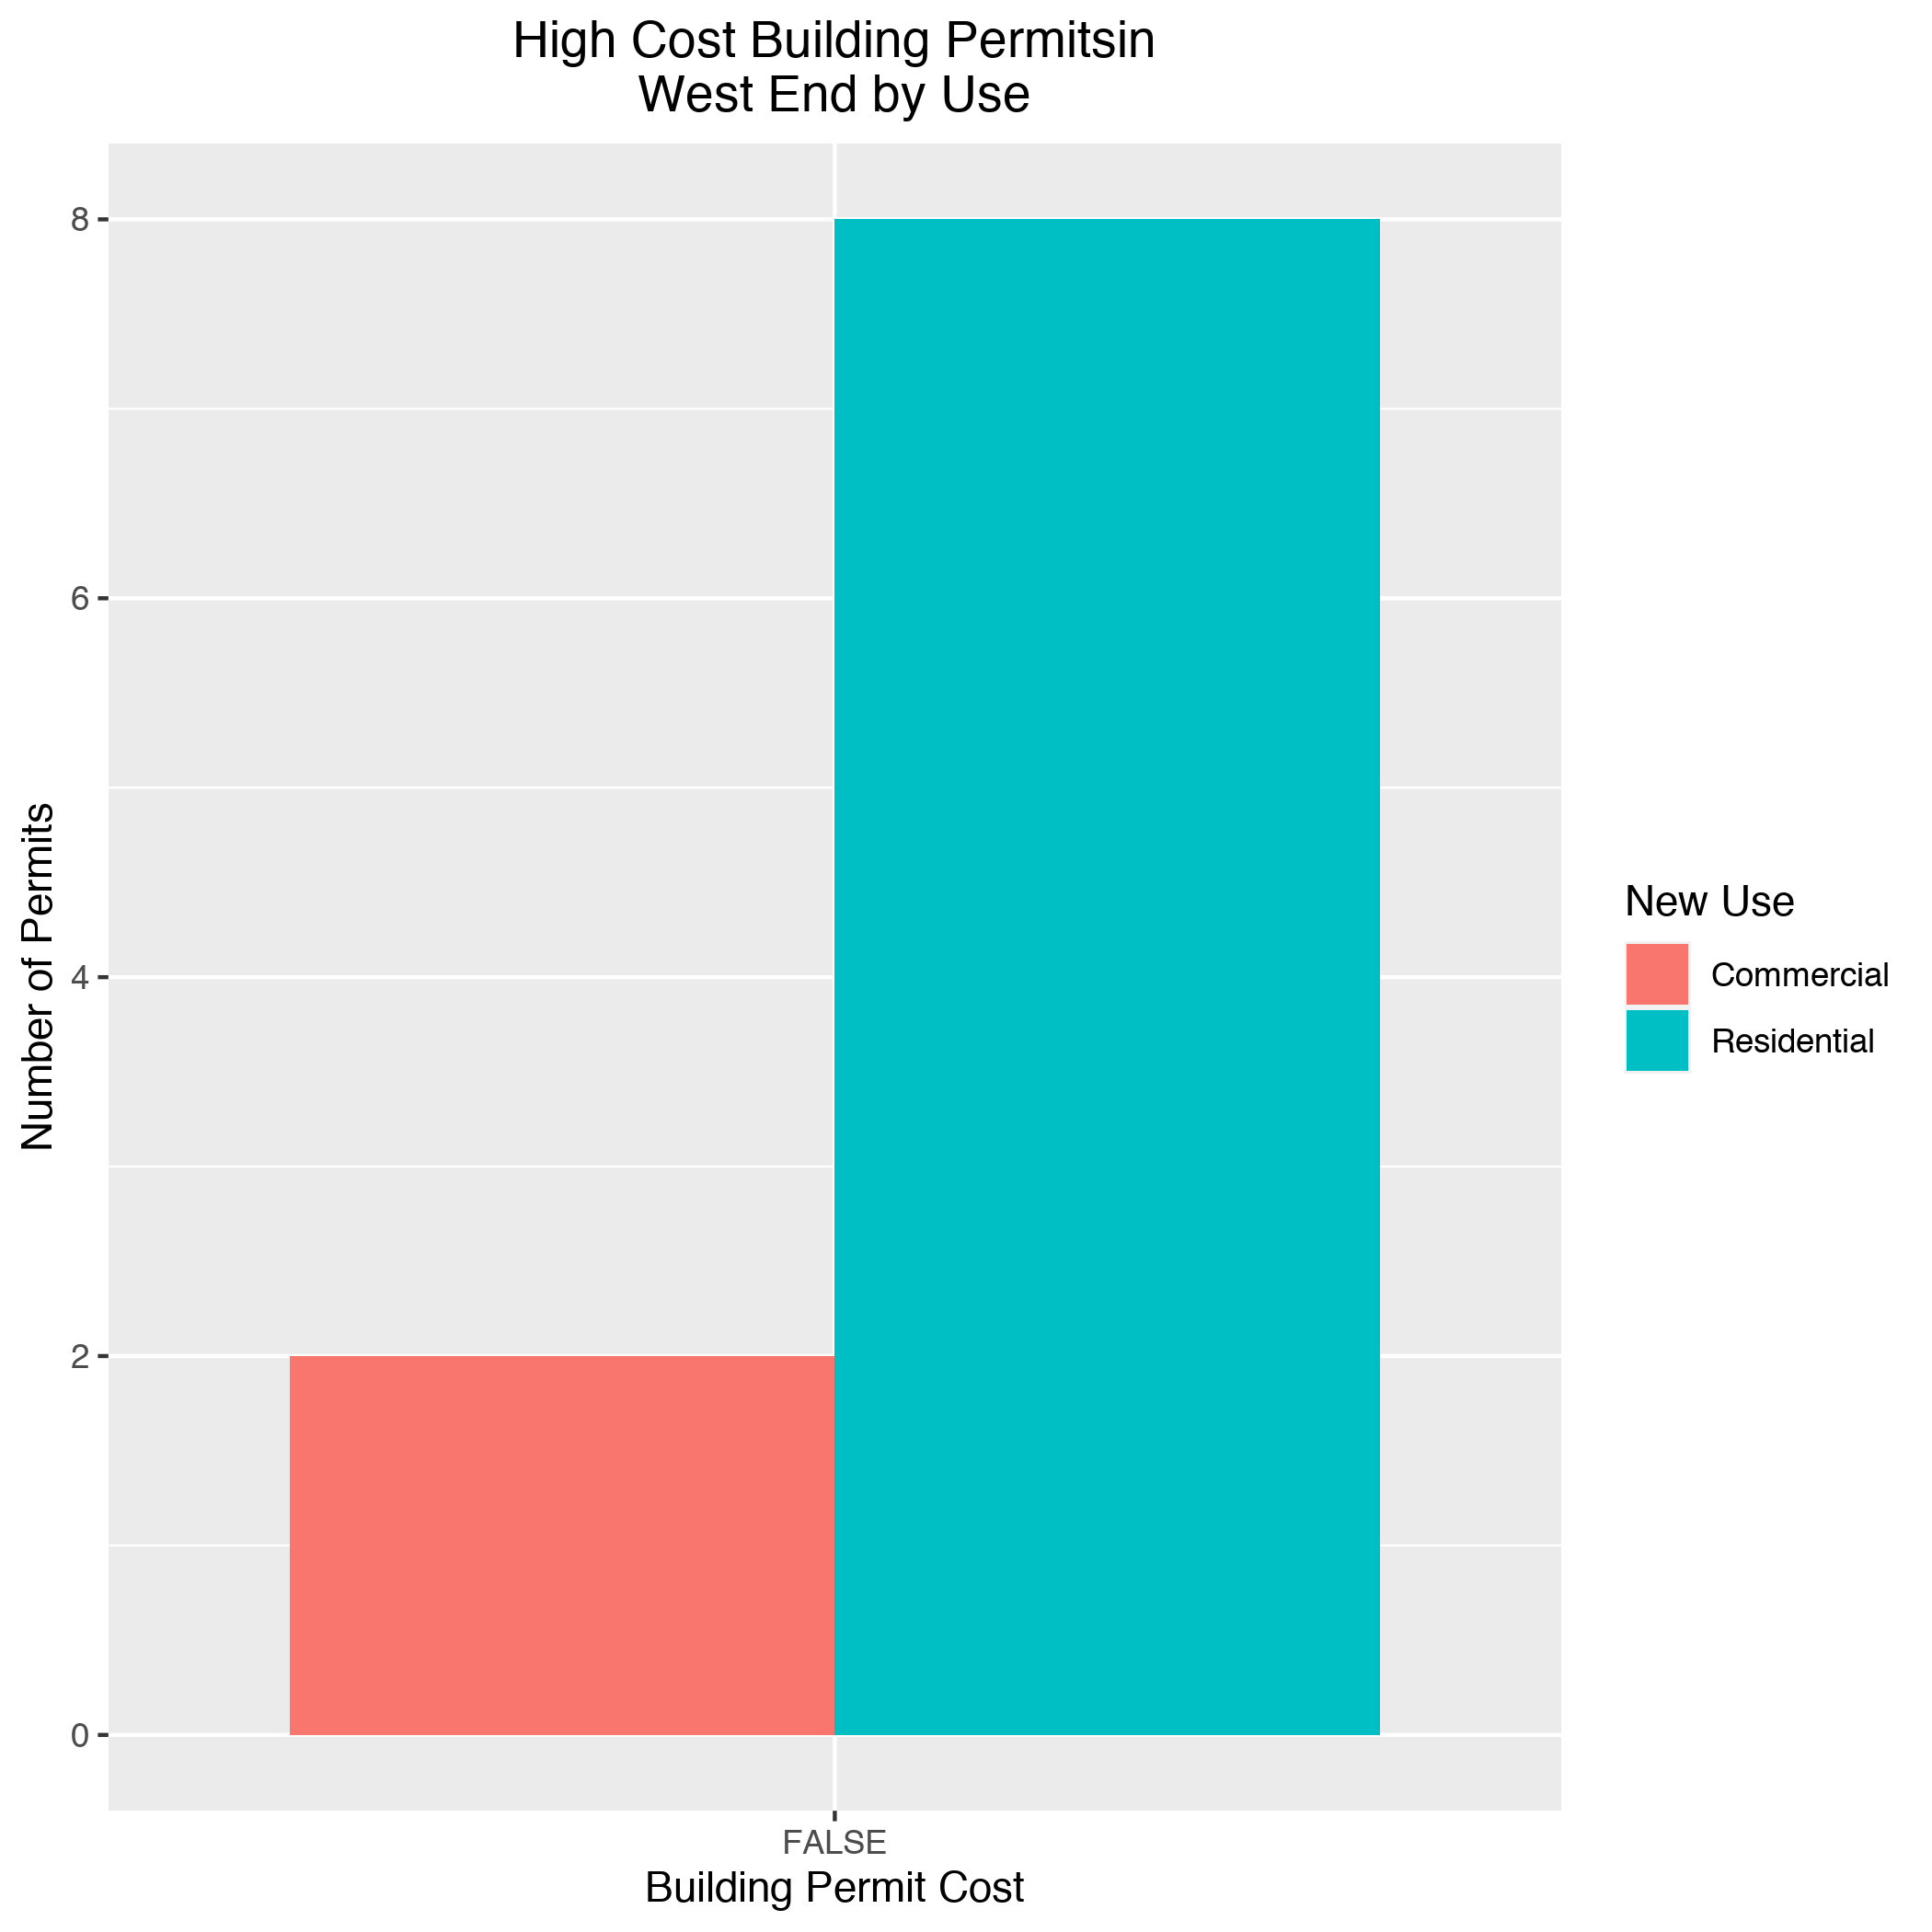 High Cost Building Permitsin
West End by Use
Number of Permits
8
6
4
2
0
FALSE
Building Permit Cost
New Use
Commercial
Residential